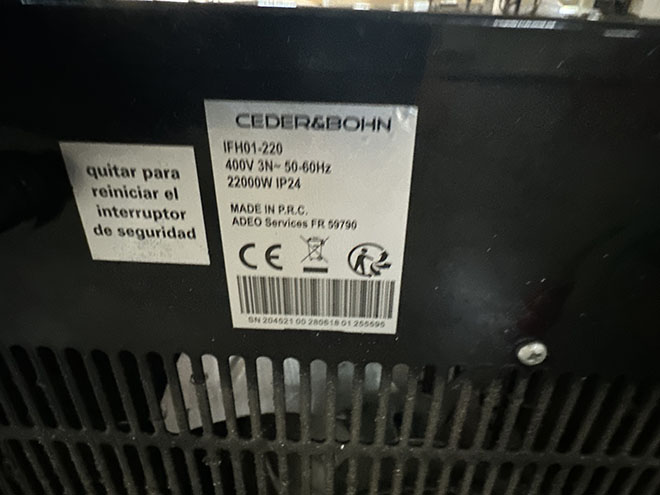 quitar para
reiniciar el
interruptor
de seguridad
CEDER&BOHN
IFH01-220
400V 3N~ 50-60Hz
22000W IP24
MADE IN P.R.C.
ADEO Services FR 59790
CE
SN 204521 00 280618 01 255595